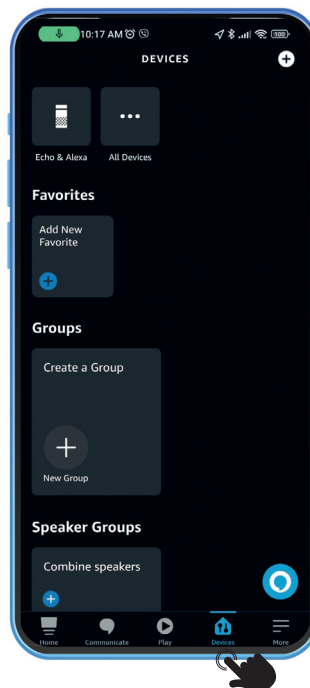 10:17 AM
100
DEVICES
Echo & Alexa
All Devices
Favorites
Add New
Favorite
Groups
Create a Group
New Group
Speaker Groups
Combine speakers
Home
Communicate
Play
Devices
More